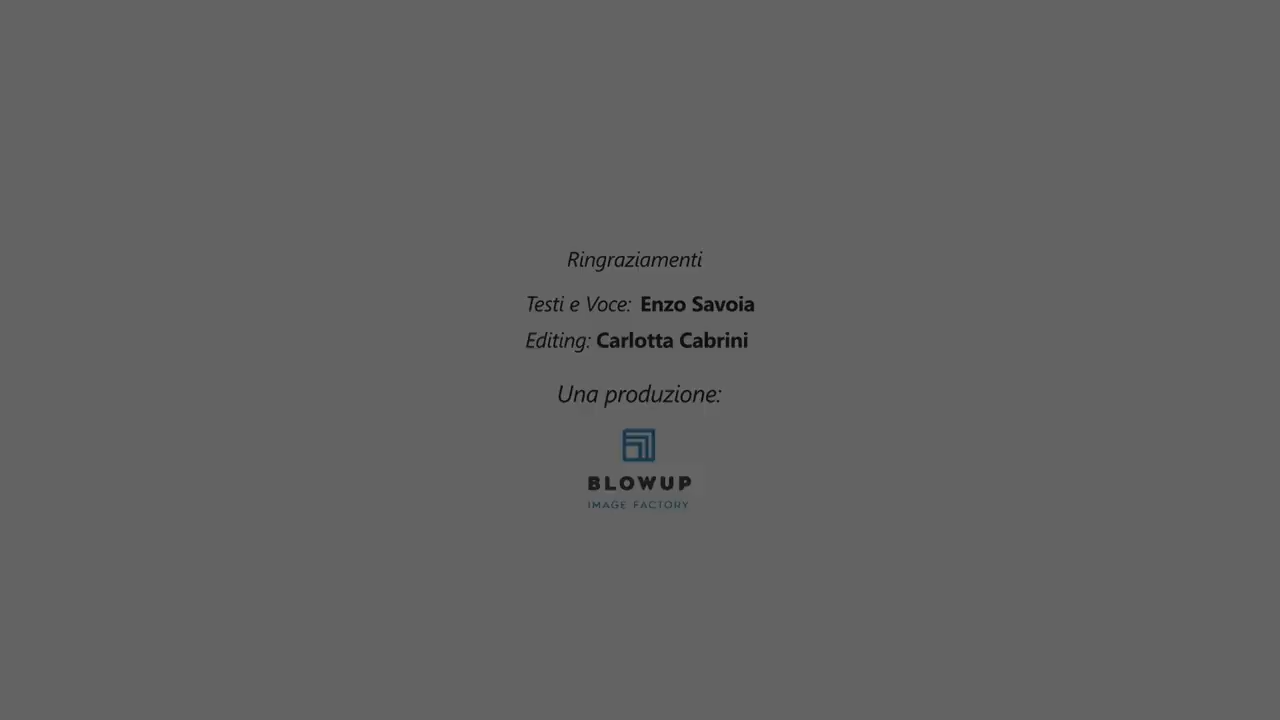 Ringraziamenti
Testi e Voce: Enzo Savoia
Editing: Carlotta Cabrini
Una produzione:
BLOWUP
IMAGE FACTORY